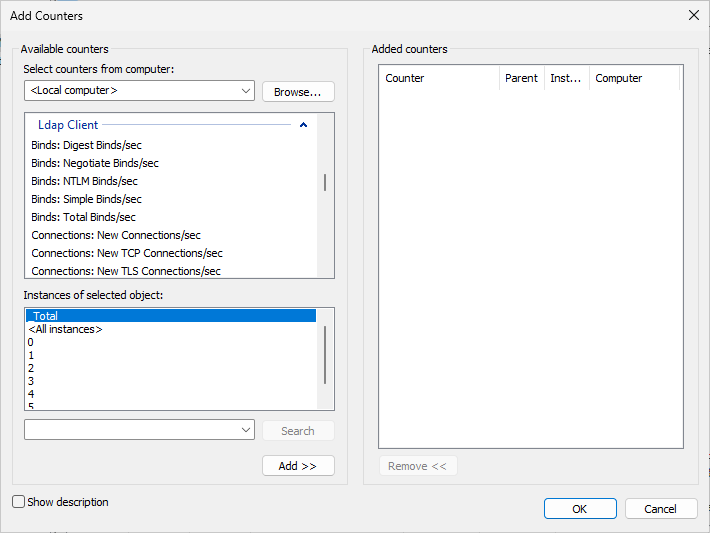 Add Counters
Available counters
Select counters from computer:
<Local computer>
Browse...
Ldap Client
Binds: Digest Binds/sec
Binds: Negotiate Binds/sec
Binds: NTLM Binds/sec
Binds: Simple Binds/sec
Binds: Total Binds/sec
Connections: New Connections/sec
Connections: New TCP Connections/sec
Connections: New TLS Connections/sec
Instances of selected object:
_Total
<All instances>
0
1
2
3
4
5
Search
Add >>
Show description
Added counters
Counter Parent Inst... Computer
Remove <<
OK
Cancel